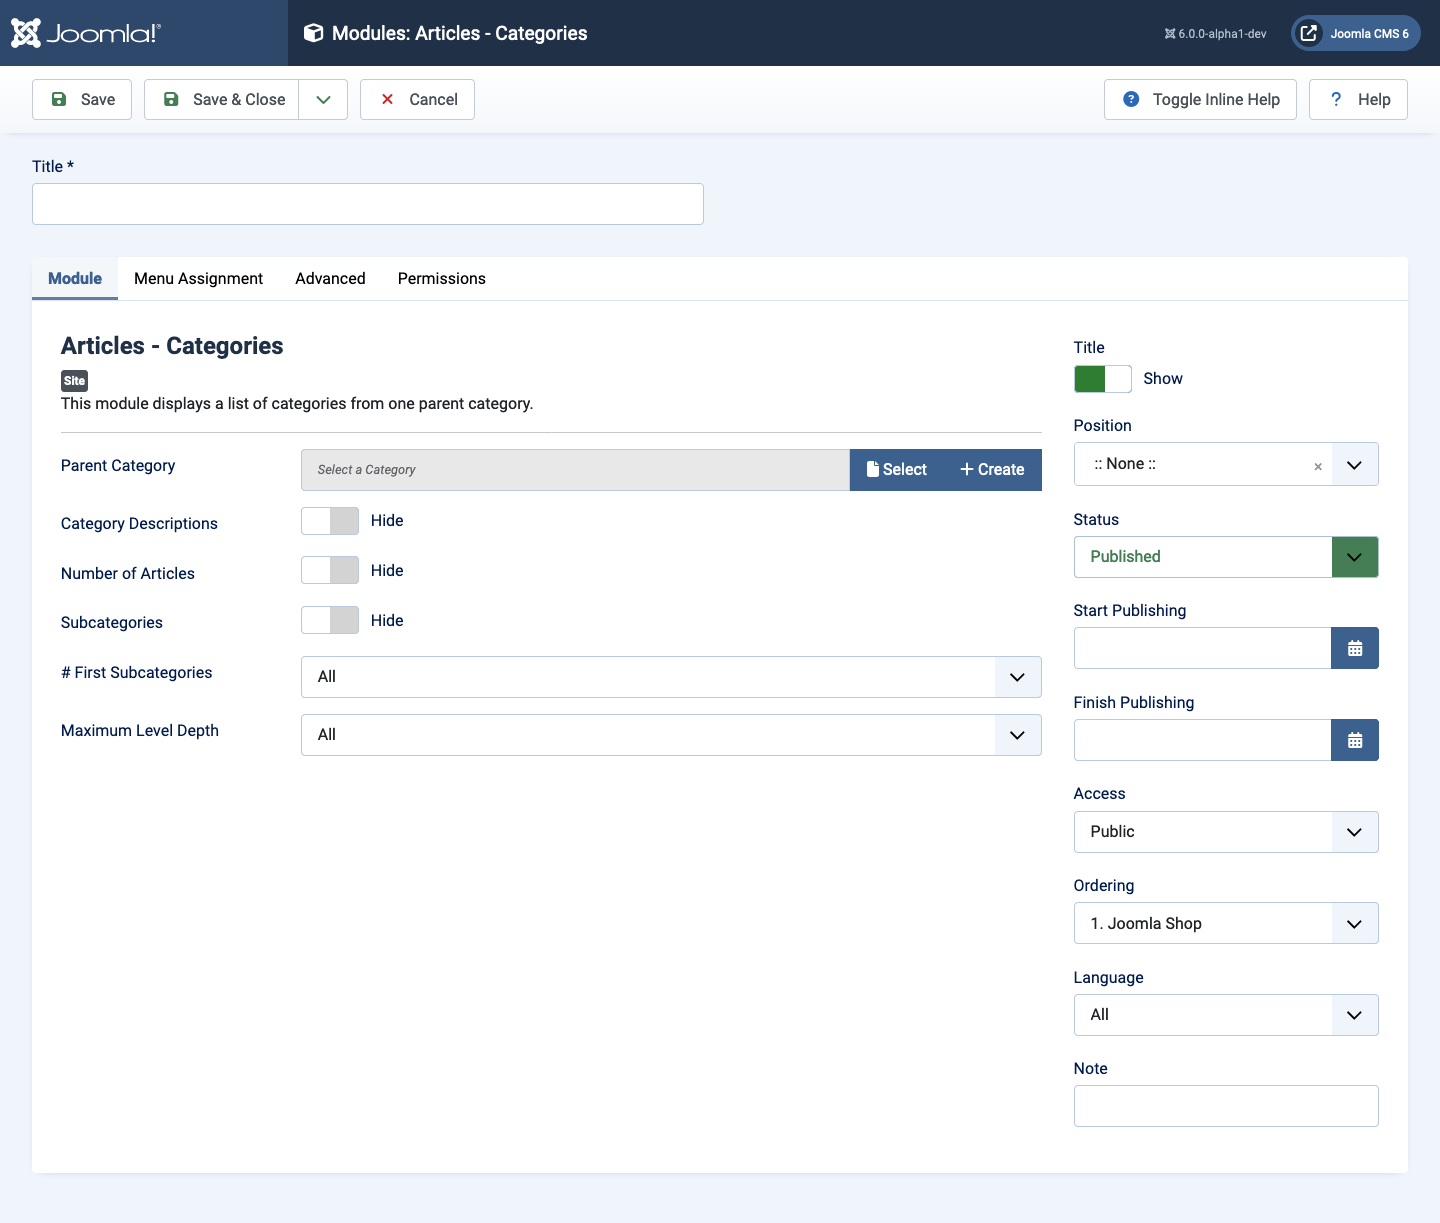 Joomla!®
Modules: Articles - Categories
6.0.0-alpha1-dev
Joomla CMS 6
Save
Save & Close
Cancel
Toggle Inline Help
Help
Title *
Module
Menu Assignment
Advanced
Permissions
Articles - Categories
Site
This module displays a list of categories from one parent category.
Parent Category
Select a Category
Select
Create
Category Descriptions
Hide
Number of Articles
Hide
Subcategories
Hide
# First Subcategories
All
Maximum Level Depth
All
Title
Show
Position
:: None ::
Status
Published
Start Publishing
Finish Publishing
Access
Public
Ordering
1. Joomla Shop
Language
All
Note